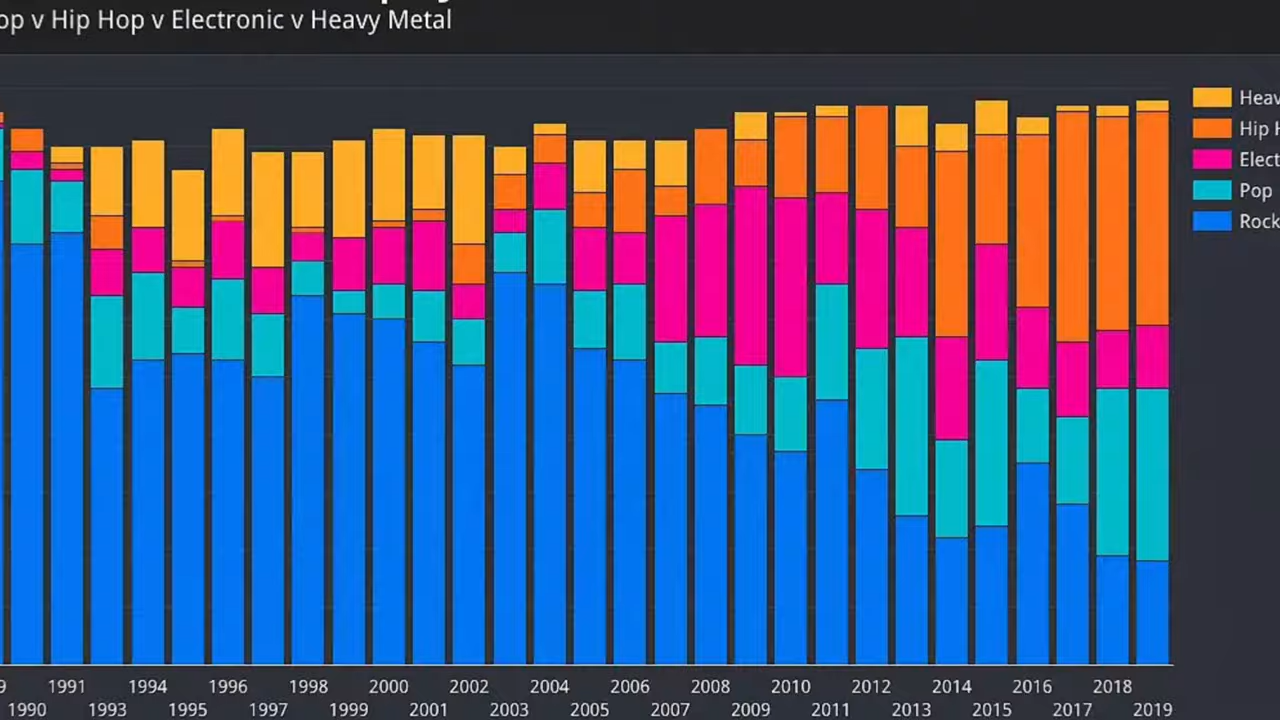 op v Hip Hop v Electronic v Heavy Metal
Heav
Hip H
Elect
Pop
Rock
9 1991 1994 1996 1998 2000 2002 2004 2006 2008 2010 2012 2014 2016 2018
1990 1993 1995 1997 1999 2001 2003 2005 2007 2009 2011 2013 2015 2017 2019